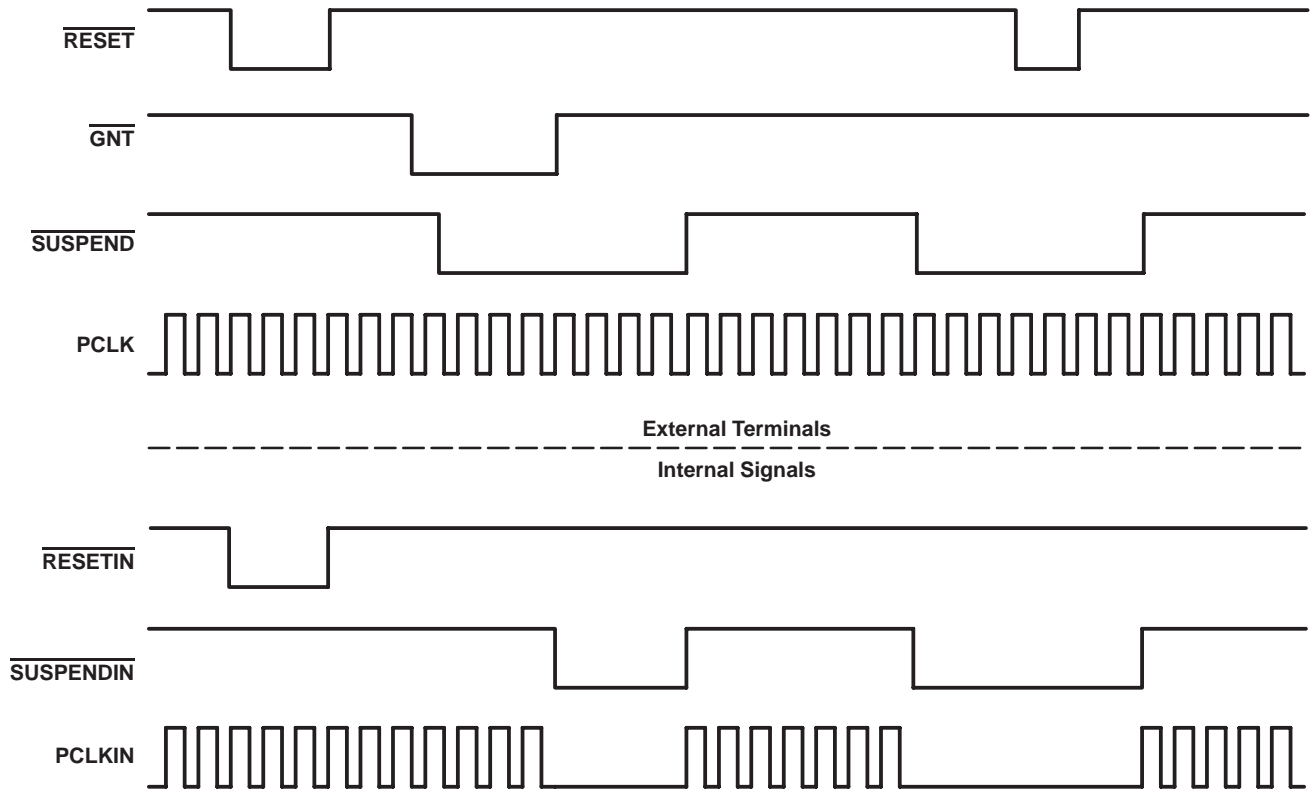 RESET
GNT
SUSPEND
PCLK
External Terminals
Internal Signals
RESETIN
SUSPENDIN
PCLKIN